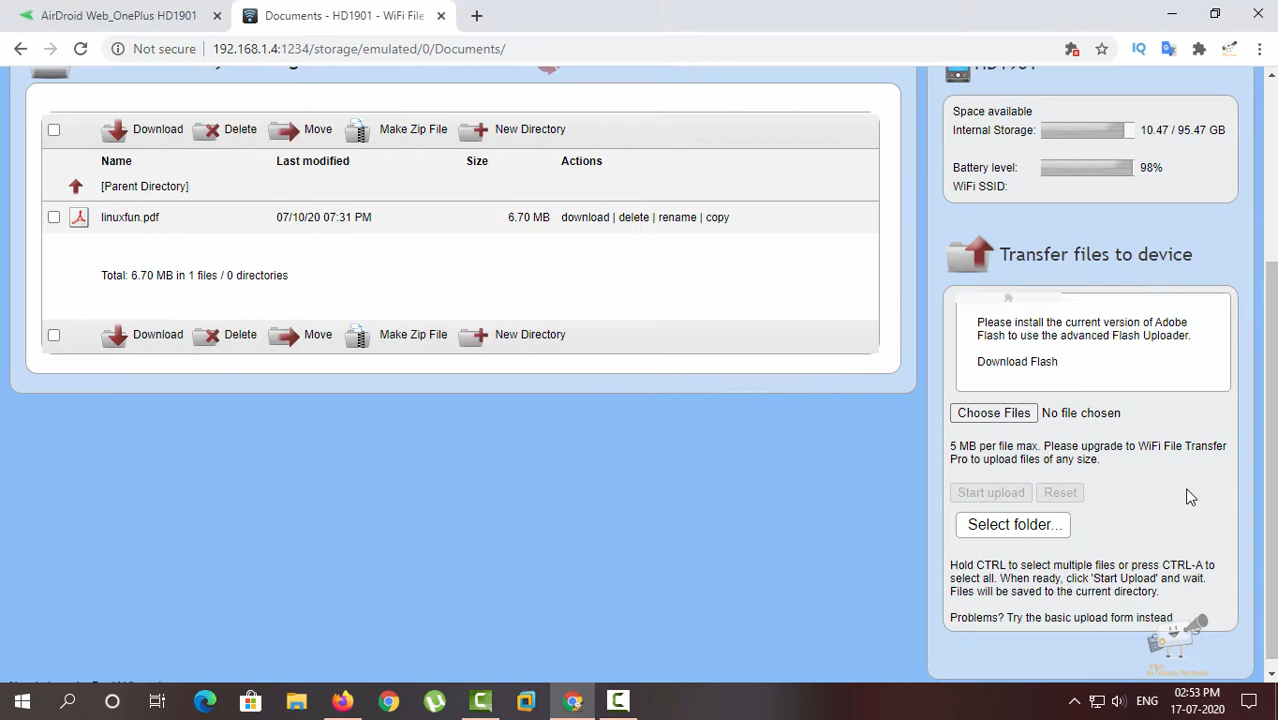 AirDroid Web_OnePlus HD1901
Documents - HD1901 - WiFi File
Not secure
192.168.1.4:1234/storage/emulated/0/Documents/
HD1901
Download Delete Move Make Zip File New Directory
Name Last modified Size Actions
[Parent Directory]
linuxfun.pdf 07/10/20 07:31 PM 6.70 MB download | delete | rename | copy
Total: 6.70 MB in 1 files / 0 directories
Download Delete Move Make Zip File New Directory
Space available
Internal Storage: 10.47 / 95.47 GB
Battery level: 98%
WiFi SSID:
Transfer files to device
Please install the current version of Adobe
Flash to use the advanced Flash Uploader.
Download Flash
Choose Files No file chosen
5 MB per file max. Please upgrade to WiFi File Transfer
Pro to upload files of any size.
Start upload Reset
Select folder...
Hold CTRL to select multiple files or press CTRL-A to
select all. When ready, click 'Start Upload' and wait.
Files will be saved to the current directory.
Problems? Try the basic upload form instead
ENG
02:53 PM
17-07-2020